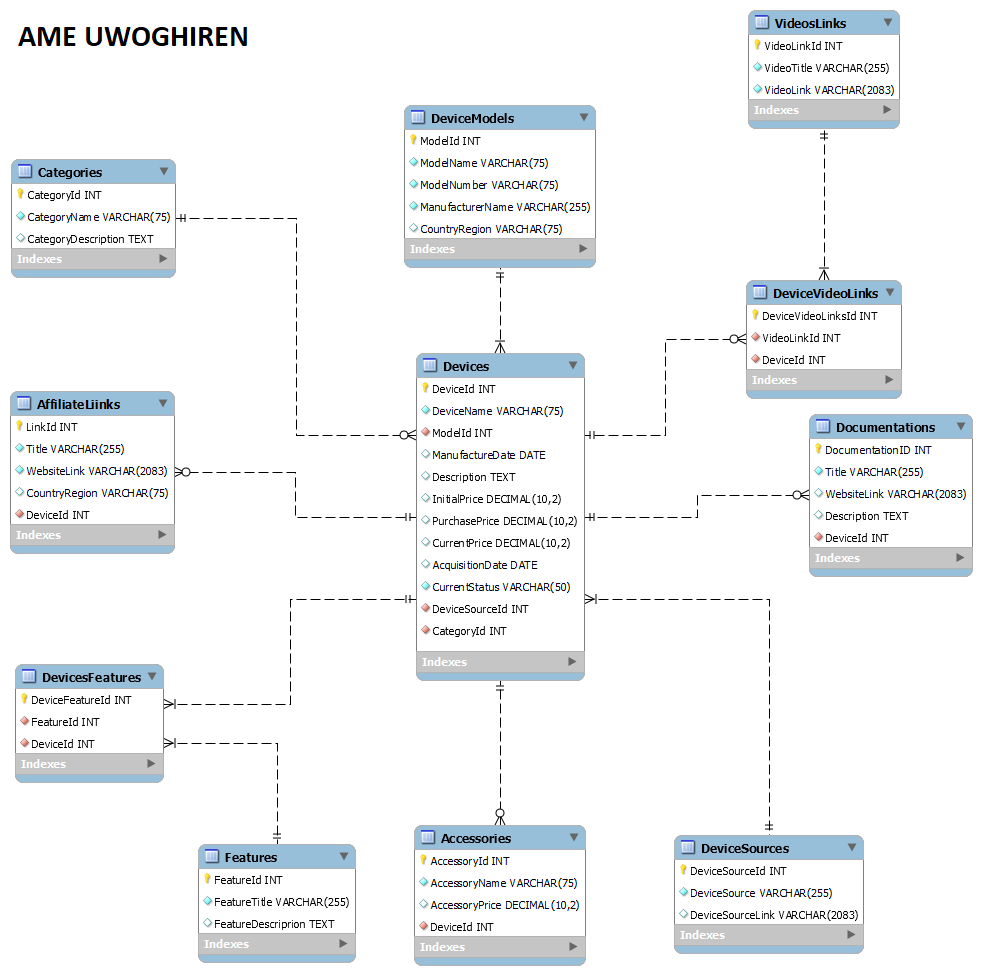 AME UWOGHIREN
VideosLinks
VideoLinkId INT
VideoTitle VARCHAR(255)
VideoLink VARCHAR(2083)
Indexes
DeviceModels
ModelId INT
ModelName VARCHAR(75)
ModelNumber VARCHAR(75)
ManufacturerName VARCHAR(255)
CountryRegion VARCHAR(75)
Indexes
Categories
CategoryId INT
CategoryName VARCHAR(75)
CategoryDescription TEXT
Indexes
DeviceVideoLinks
DeviceVideoLinksId INT
VideoLinkId INT
DeviceId INT
Indexes
Devices
DeviceId INT
DeviceName VARCHAR(75)
ModelId INT
ManufactureDate DATE
Description TEXT
InitialPrice DECIMAL(10,2)
PurchasePrice DECIMAL(10,2)
CurrentPrice DECIMAL(10,2)
AcquisitionDate DATE
CurrentStatus VARCHAR(50)
DeviceSourceId INT
CategoryId INT
Indexes
AffiliateLiinks
LinkId INT
Title VARCHAR(255)
WebsiteLink VARCHAR(2083)
CountryRegion VARCHAR(75)
DeviceId INT
Indexes
Documentations
DocumentationID INT
Title VARCHAR(255)
WebsiteLink VARCHAR(2083)
Description TEXT
DeviceId INT
Indexes
DevicesFeatures
DeviceFeatureId INT
FeatureId INT
DeviceId INT
Indexes
Features
FeatureId INT
FeatureTitle VARCHAR(255)
FeatureDescriprion TEXT
Indexes
Accessories
AccessoryId INT
AccessoryName VARCHAR(75)
AccessoryPrice DECIMAL(10,2)
DeviceId INT
Indexes
DeviceSources
DeviceSourceId INT
DeviceSource VARCHAR(255)
DeviceSourceLink VARCHAR(2083)
Indexes